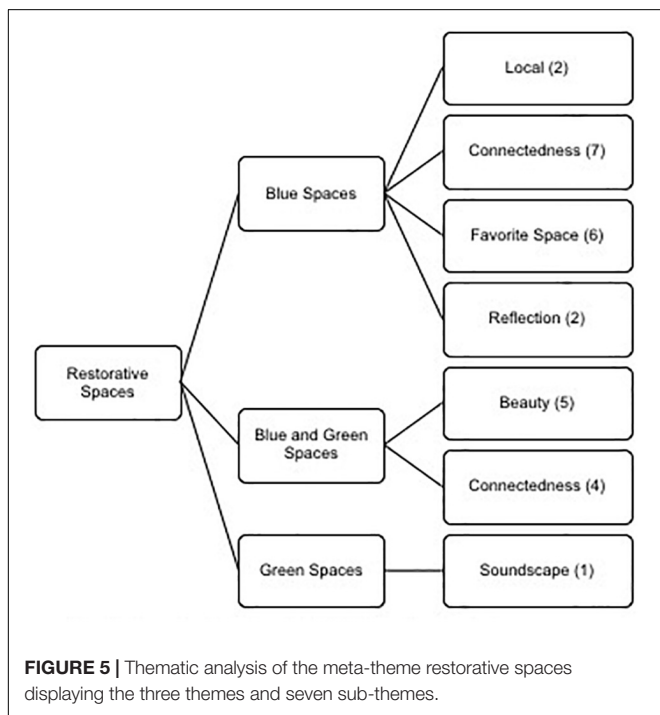 Local (2)
Connectedness (7)
Blue Spaces
Favorite Space (6)
Reflection (2)
Restorative
Spaces
Beauty (5)
Blue and Green
Spaces
Connectedness (4)
Green Spaces
Soundscape (1)
FIGURE 5 | Thematic analysis of the meta-theme restorative spaces
displaying the three themes and seven sub-themes.